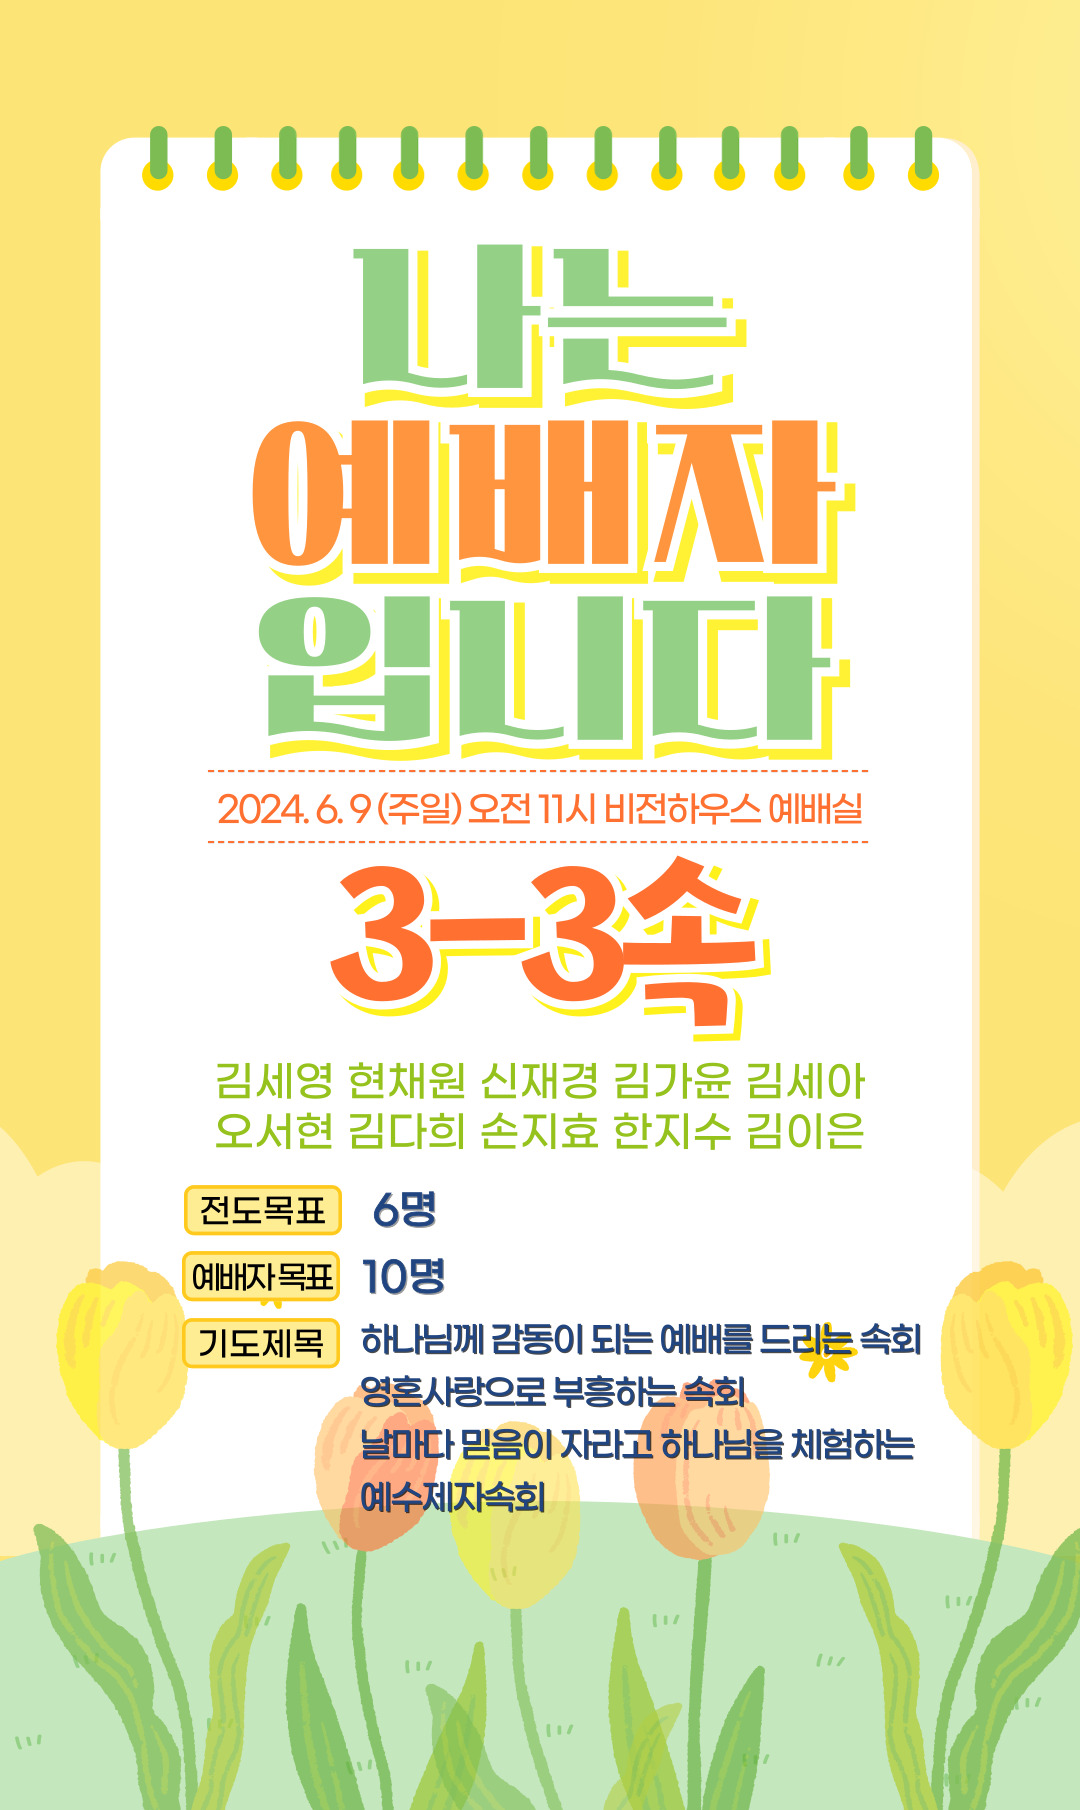 나는
예배자
입니다
2024. 6. 9 (주일) 오전 11시 비전하우스 예배실
3-3속
김세영 현채원 신재경 김가윤 김세아
오서현 김다희 손지효 한지수 김이은
전도목표 6명
예배자 목표 10명
기도제목 하나님께 감동이 되는 예배를 드리는 속회
영혼사랑으로 부흥하는 속회
날마다 믿음이 자라고 하나님을 체험하는
예수제자속회